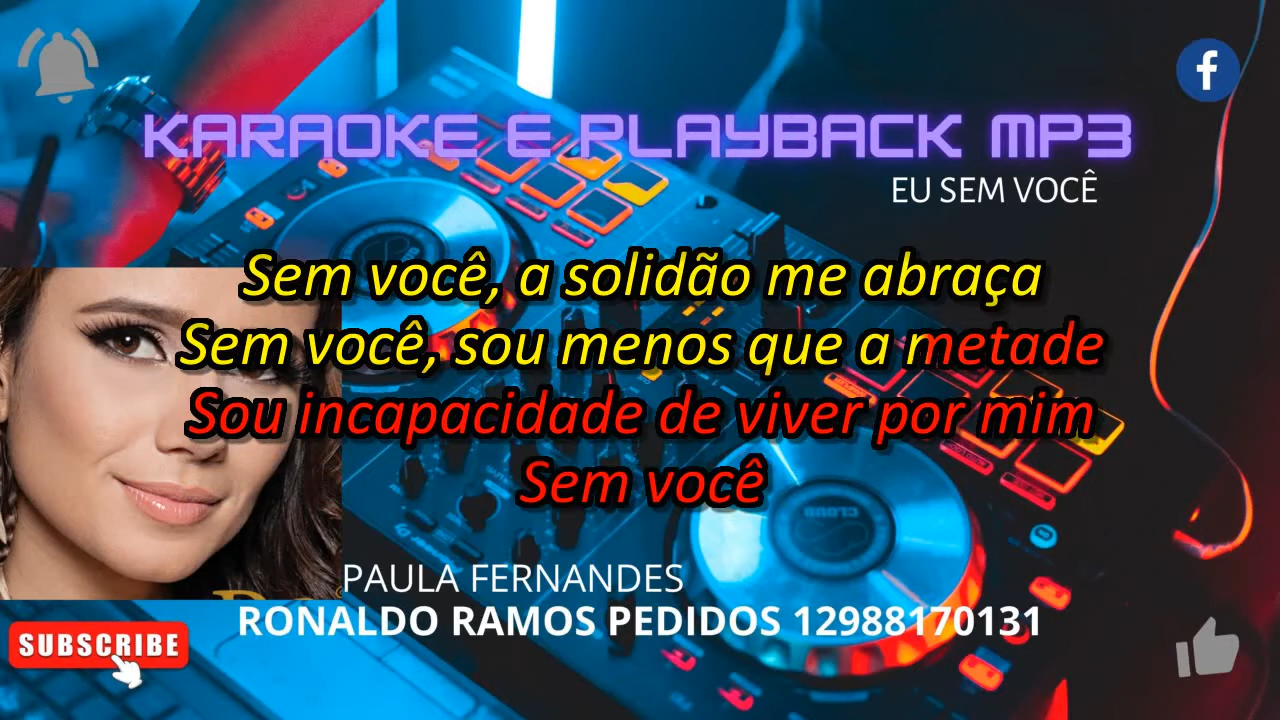 KARAOKE E PLAYBACK MP3
EU SEM VOCÊ
Sem você, a solidão me abraça
Sem você, sou menos que a metade
Sou incapacidade de viver por mim
Sem você
PAULA FERNANDES
RONALDO RAMOS PEDIDOS 12988170131
SUBSCRIBE
CLOUD